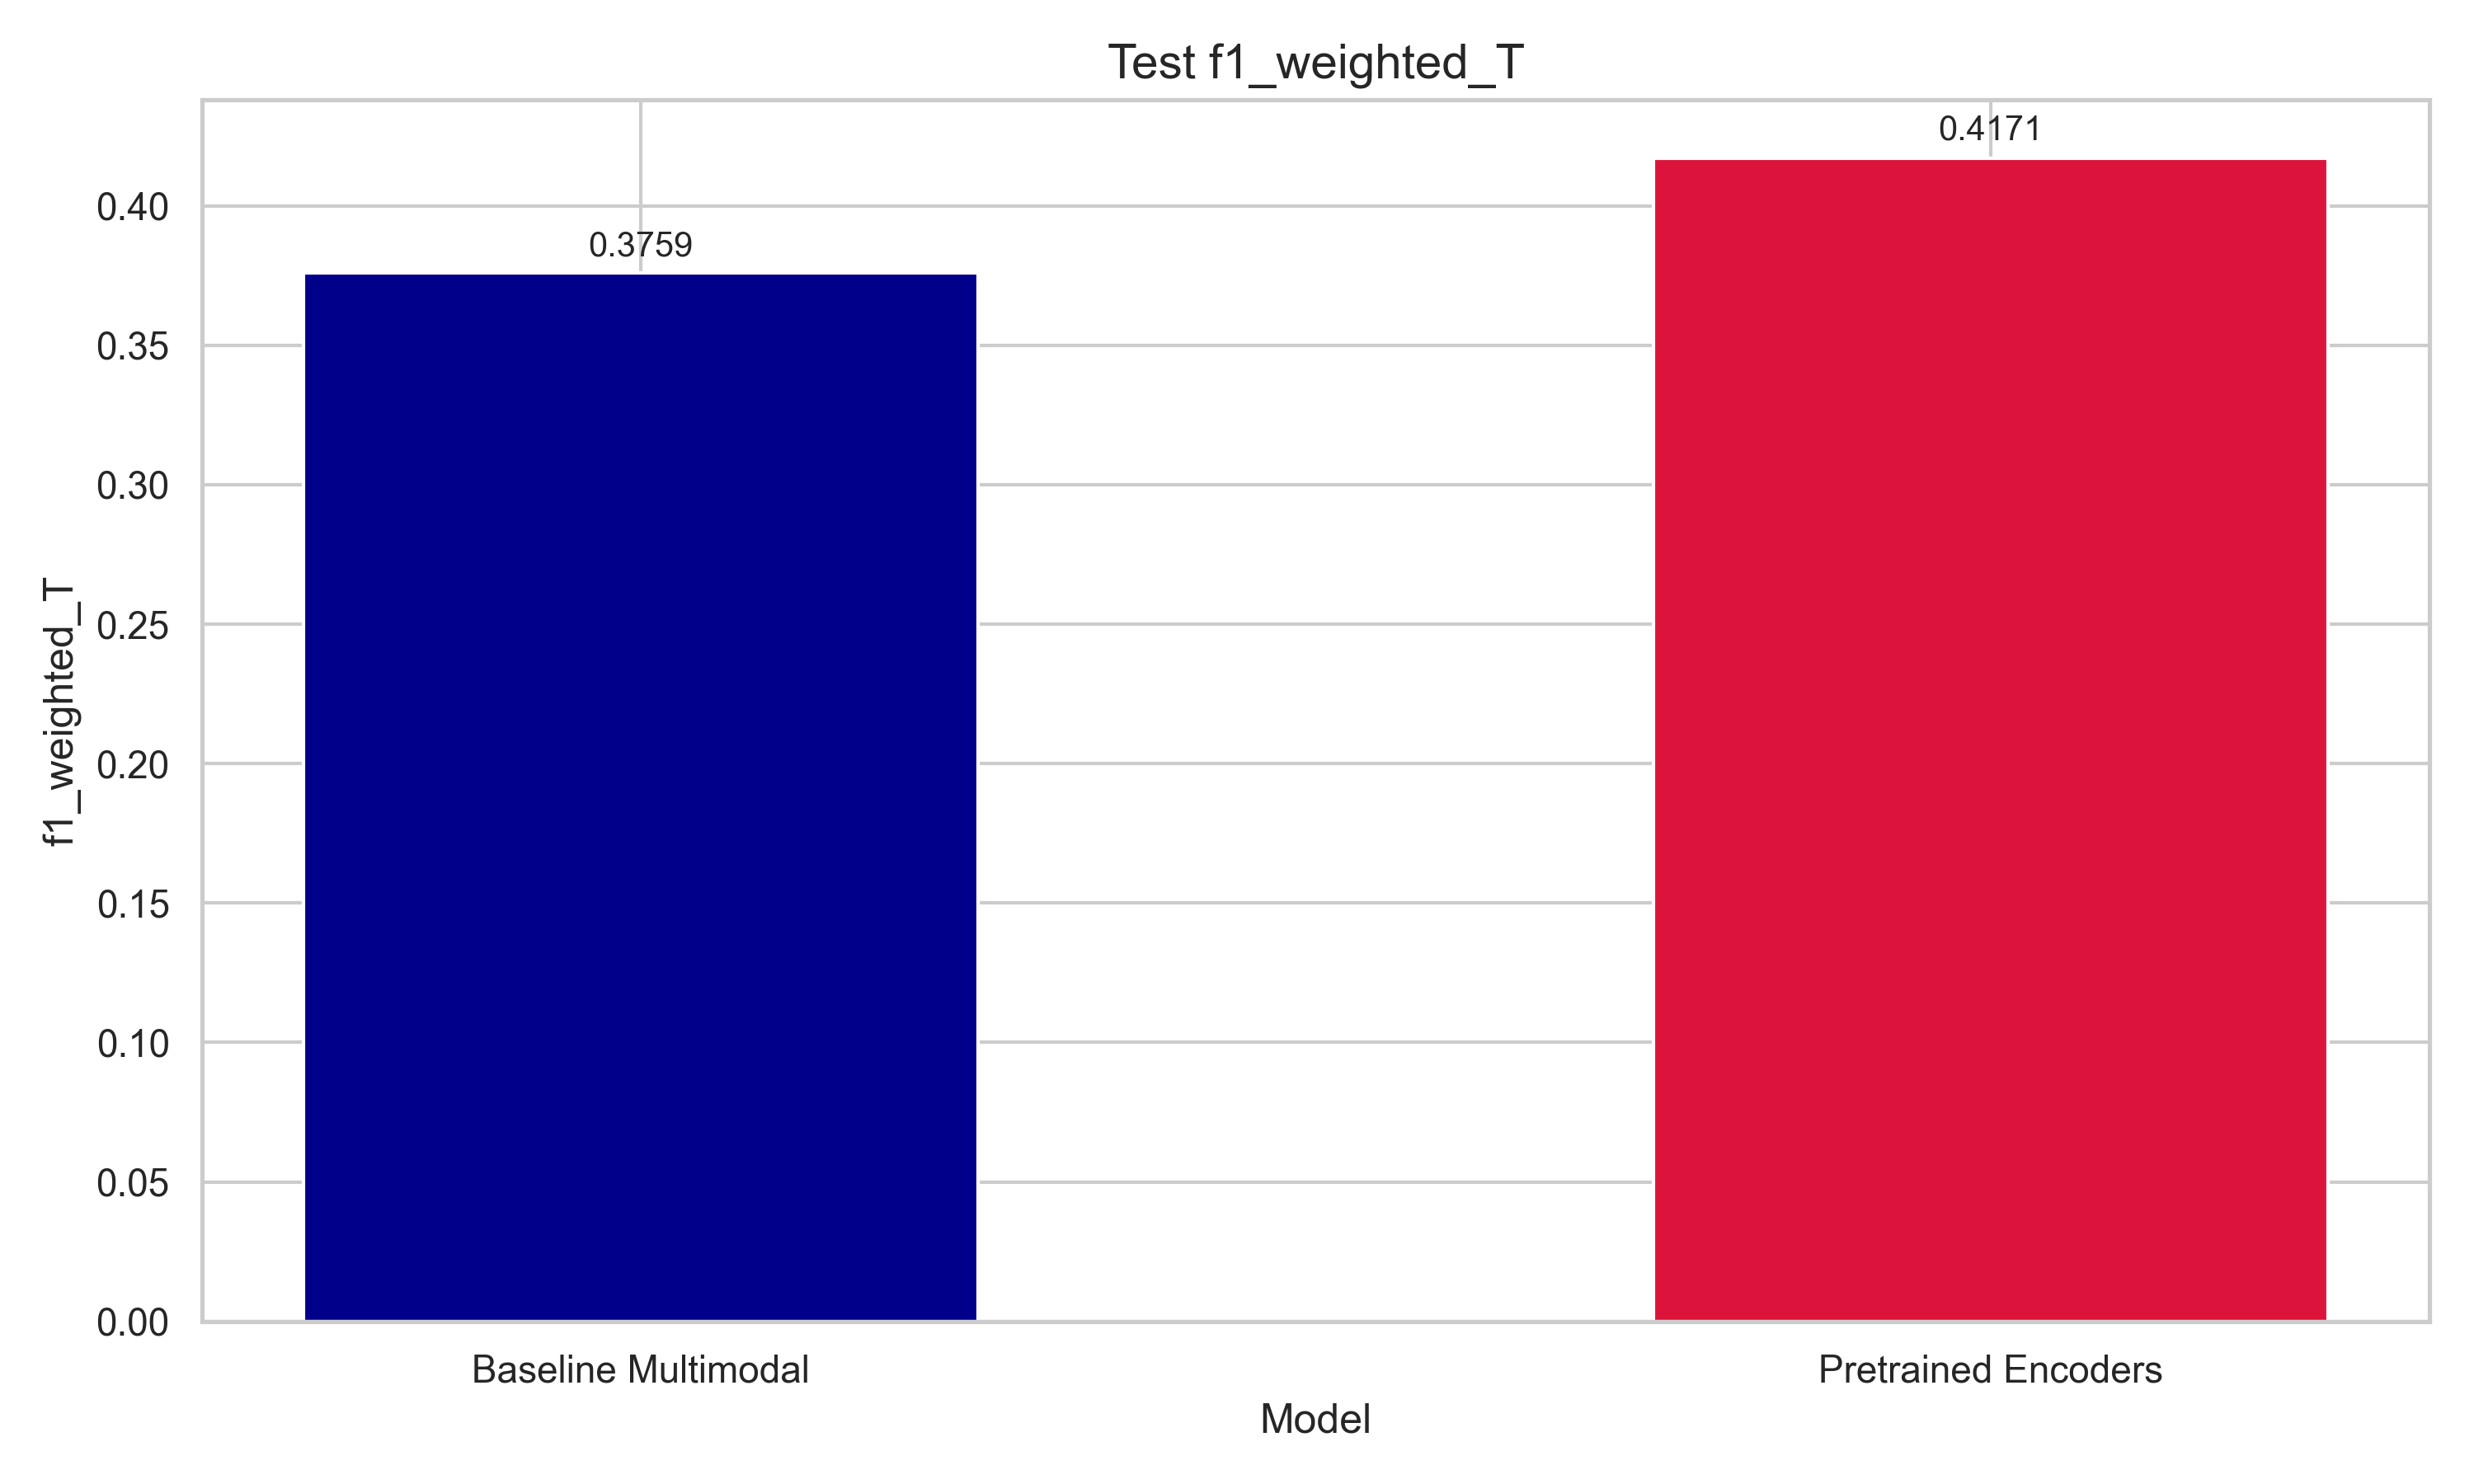 Test f1_weighted_T
f1_weighted_T
0.40
0.35
0.30
0.25
0.20
0.15
0.10
0.05
0.00
0.3759
0.4171
Baseline Multimodal
Pretrained Encoders
Model